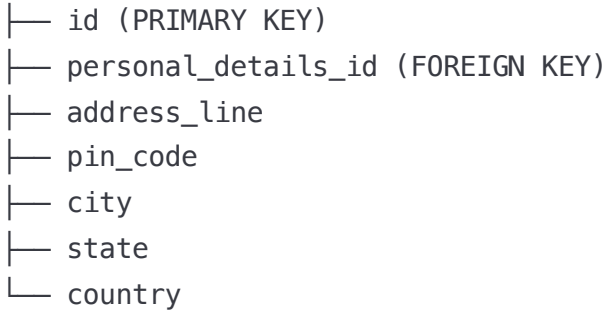 ├── id (PRIMARY KEY)
├── personal_details_id (FOREIGN KEY)
├── address_line
├── pin_code
├── city
├── state
└── country